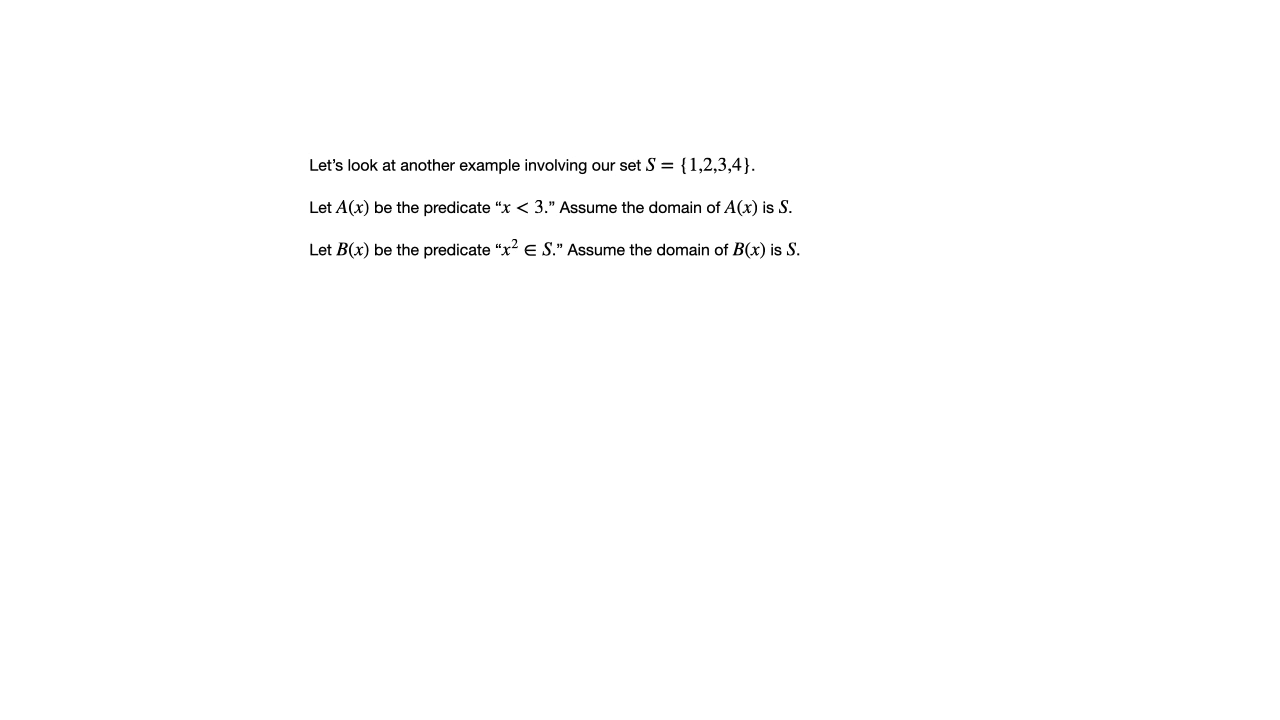 Let’s look at another example involving our set S = {1,2,3,4}.
Let A(x) be the predicate “x < 3.” Assume the domain of A(x) is S.
Let B(x) be the predicate “x² ∈ S.” Assume the domain of B(x) is S.